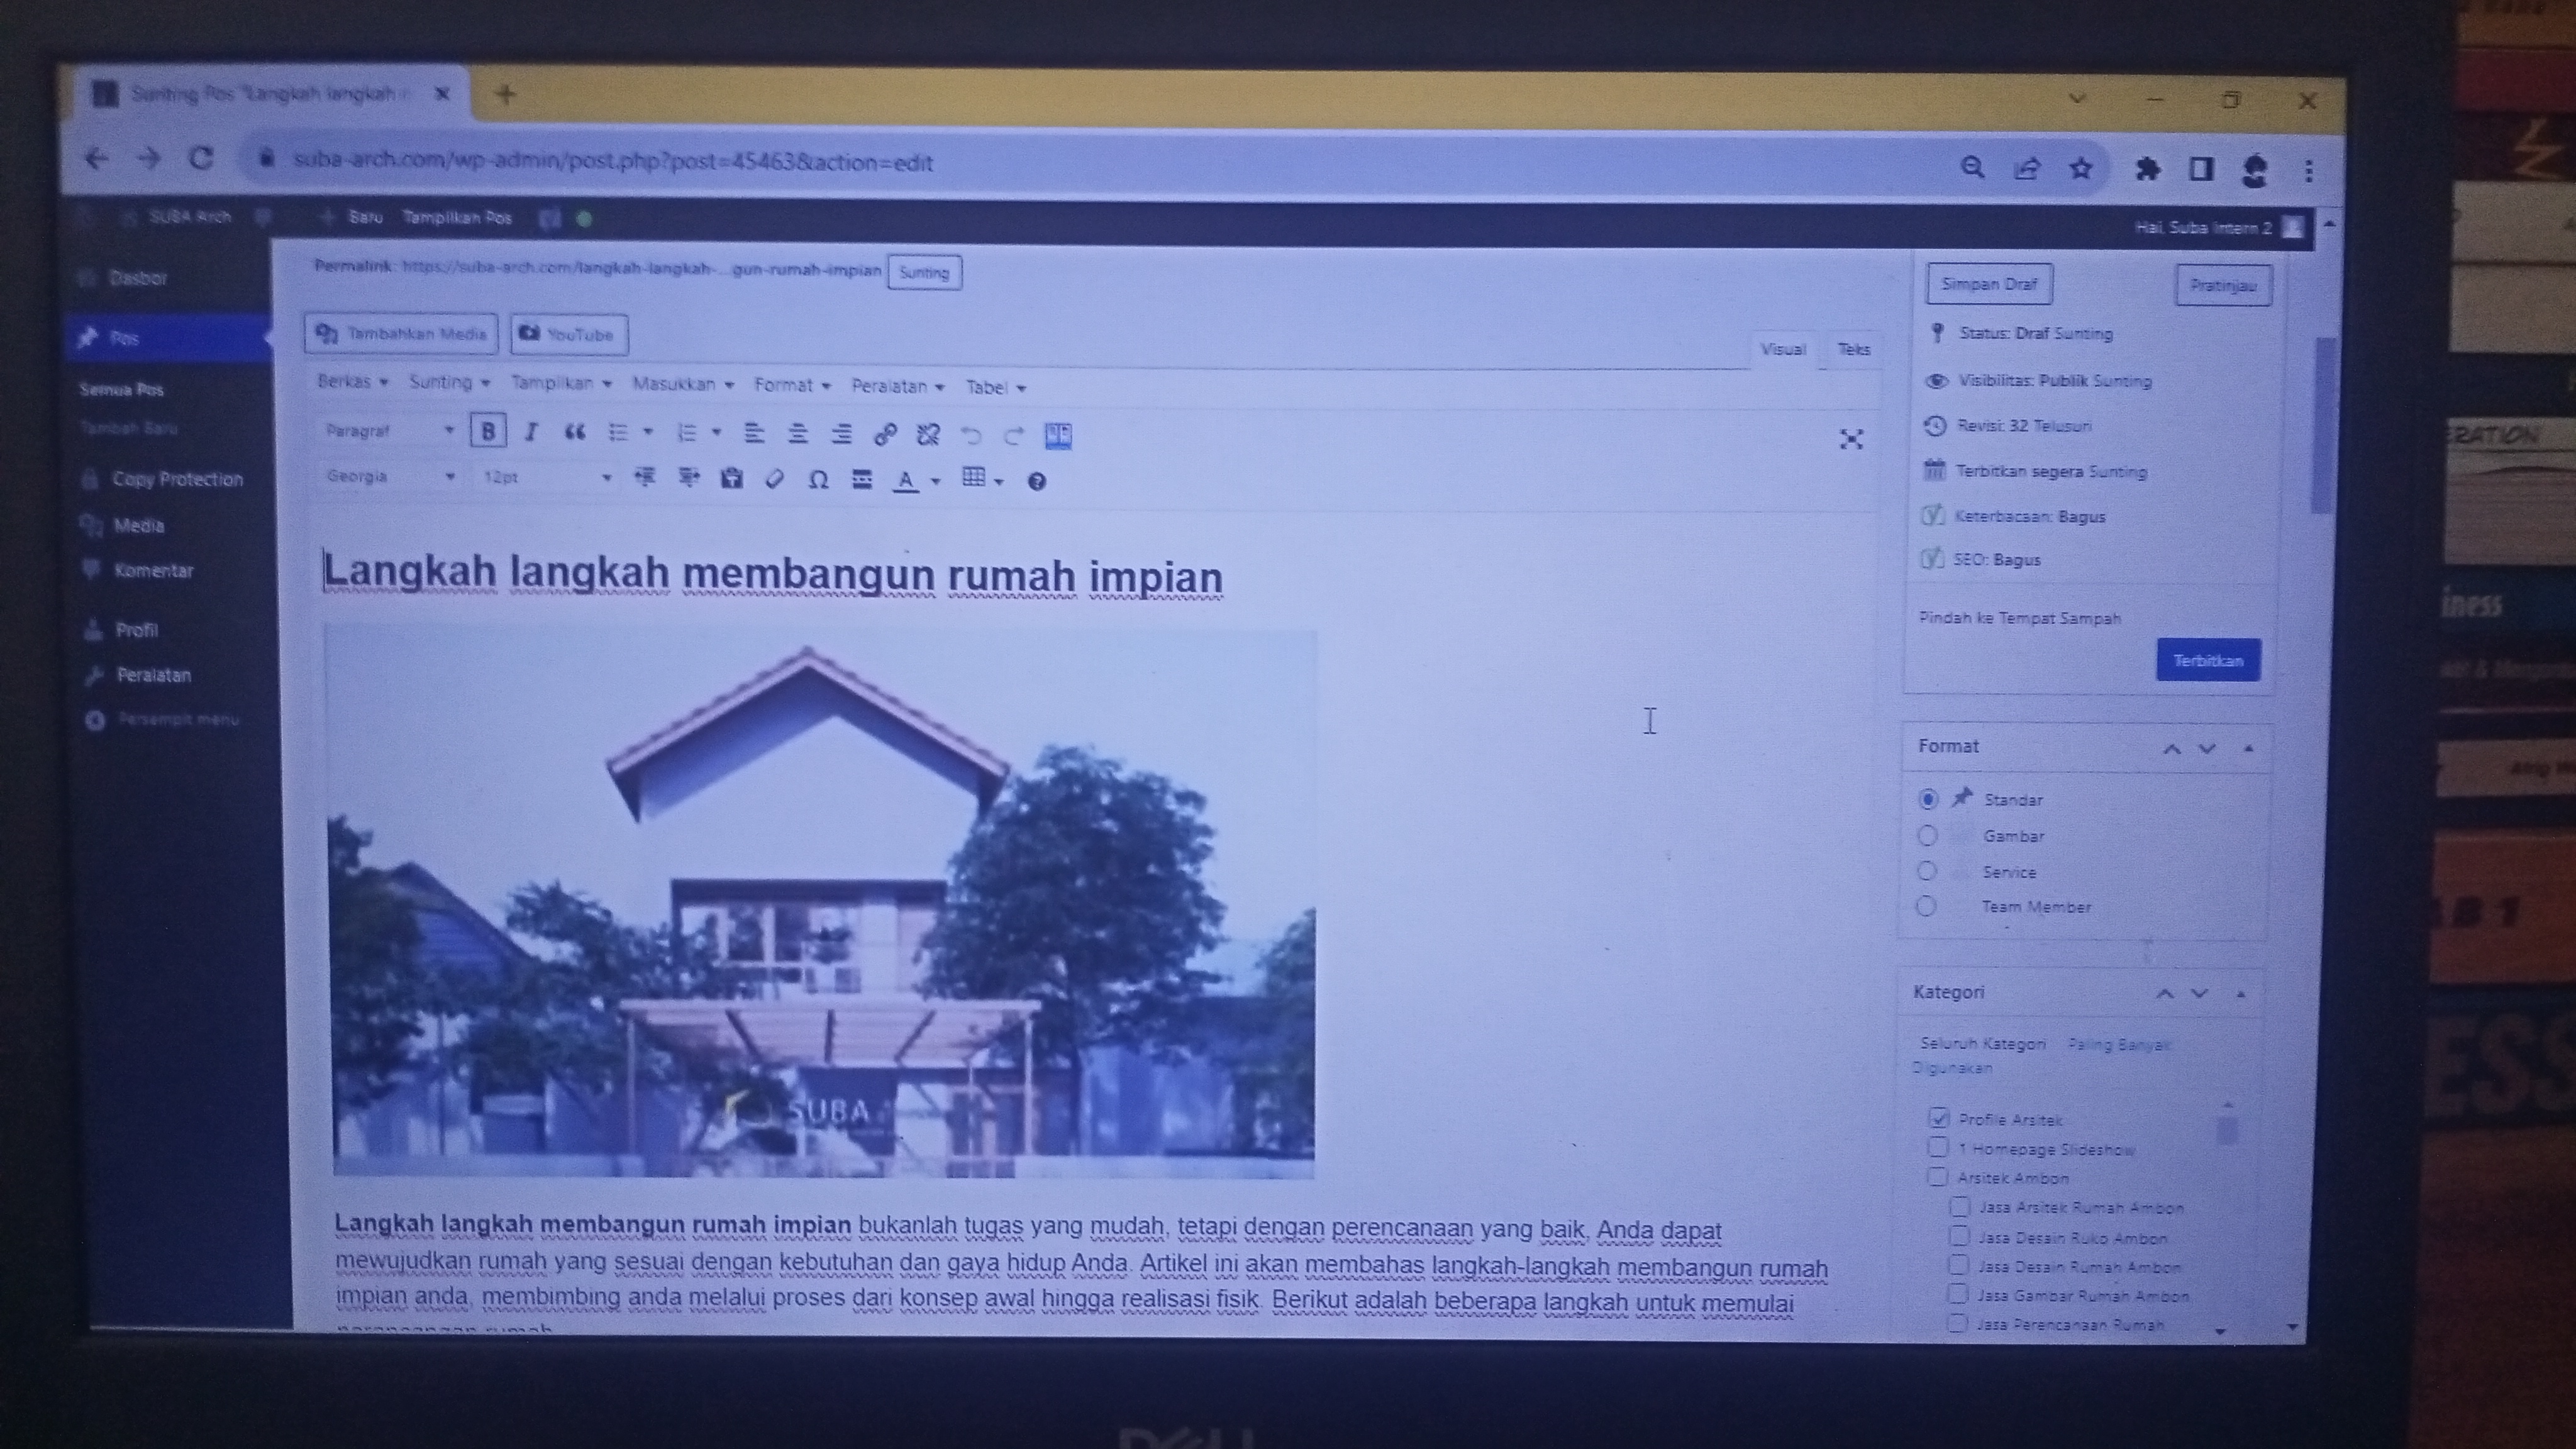 Sunting Pos "Langkah langkah
suba-arch.com/wp-admin/post.php?post=45463&action=edit
SUBA Arch Baru Tampilkan Pos Hai, Suba Intern 2
Dasbor
Pos
Semua Pos
Tambah Baru
Copy Protection
Media
Komentar
Profil
Peralatan
Persempit menu
Permalink: https://suba-arch.com/langkah-langkah-...gun-rumah-impian Sunting
Tambahkan Media YouTube
Visual Teks
Berkas Sunting Tampilkan Masukkan Format Peralatan Tabel
Paragraf B I
Georgia 12pt
Langkah langkah membangun rumah impian
SUBA
Langkah langkah membangun rumah impian bukanlah tugas yang mudah, tetapi dengan perencanaan yang baik, Anda dapat
mewujudkan rumah yang sesuai dengan kebutuhan dan gaya hidup Anda. Artikel ini akan membahas langkah-langkah membangun rumah
impian anda, membimbing anda melalui proses dari konsep awal hingga realisasi fisik. Berikut adalah beberapa langkah untuk memulai
Simpan Draf Pratinjau
Status: Draf Sunting
Visibilitas: Publik Sunting
Revisi: 32 Telusuri
Terbitkan segera Sunting
Keterbacaan: Bagus
SEO: Bagus
Pindah ke Tempat Sampah
Terbitkan
Format
Standar
Gambar
Service
Team Member
Kategori
Seluruh Kategori Paling Banyak
Digunakan
Profile Arsitek
1 Homepage Slideshow
Arsitek Ambon
Jasa Arsitek Rumah Ambon
Jasa Desain Ruko Ambon
Jasa Desain Rumah Ambon
Jasa Gambar Rumah Ambon
Jasa Perencanaan Rumah
DELL
ERATION
iness
AB 1
ESS